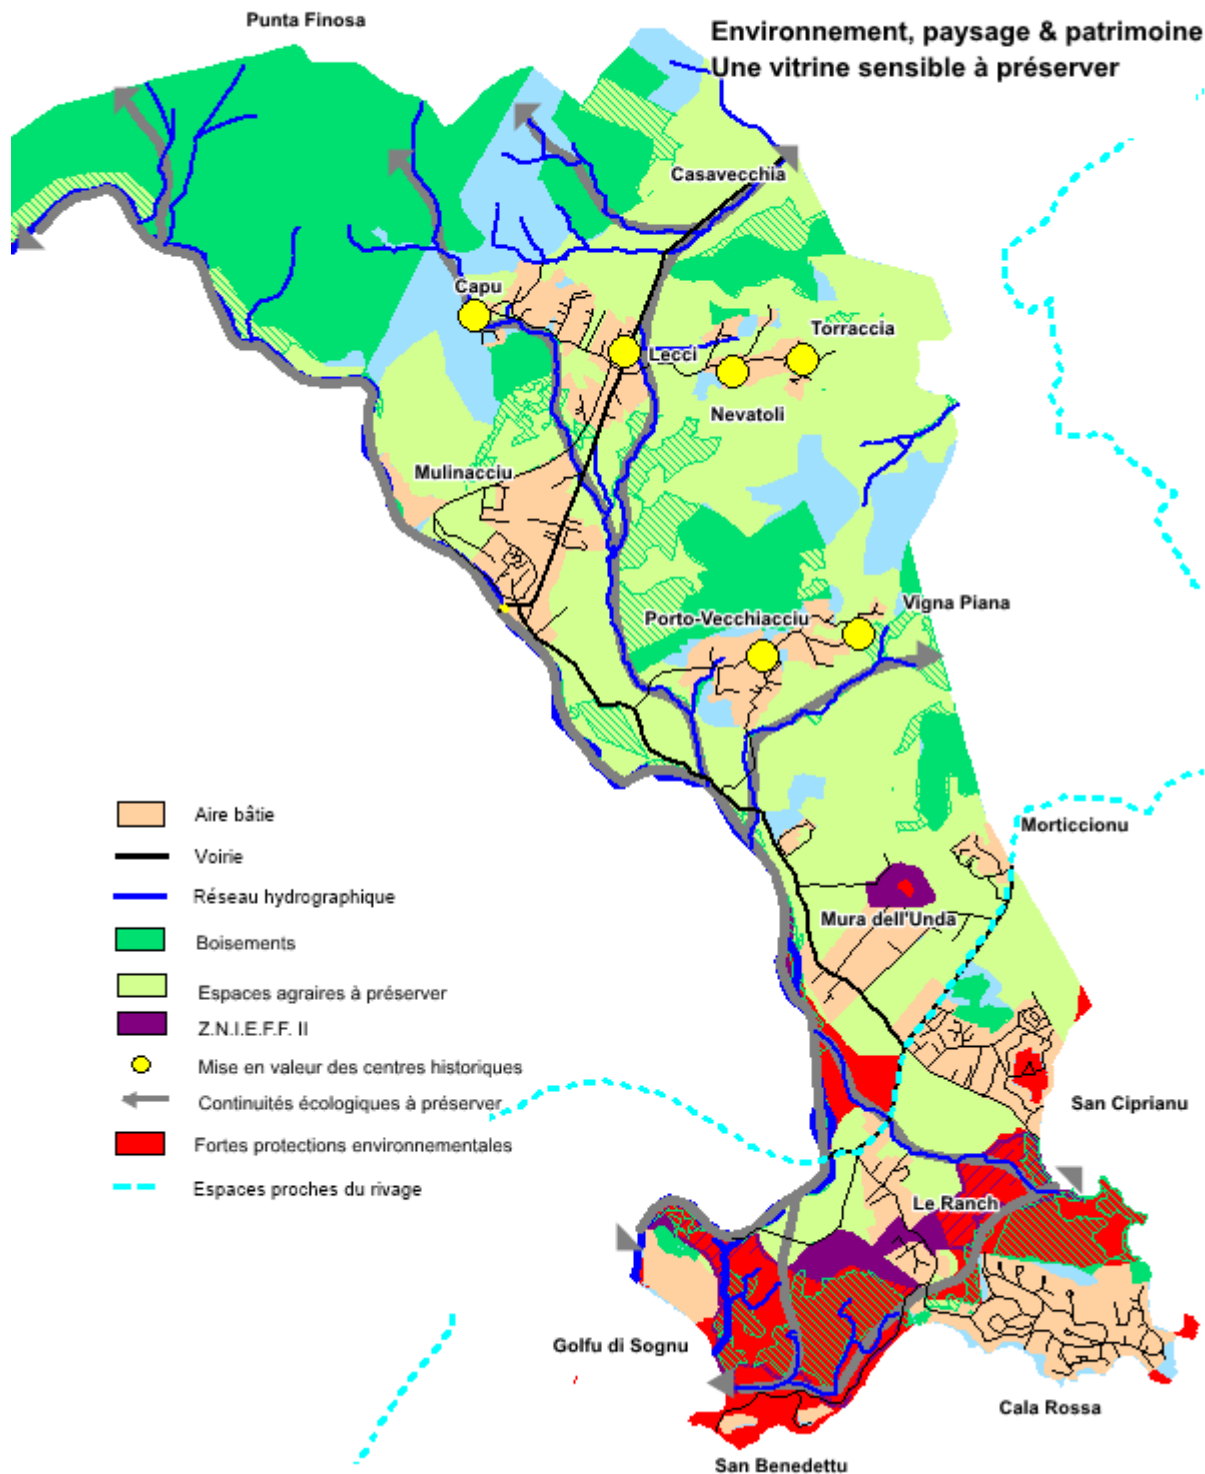 Punta Finosa
Environnement, paysage & patrimoine
Une vitrine sensible à préserver
Casavecchia
Capu
Torraccia
Lecci
Nevatoli
Mulinacciu
Vigna Piana
Porto-Vecchiacciu
Aire bâtie
Morticcionu
Voirie
Réseau hydrographique
Mura dell'Unda
Boisements
Espaces agraires à préserver
Z.N.I.E.F.F. II
Mise en valeur des centres historiques
Continuités écologiques à préserver
San Ciprianu
Fortes protections environnementales
Espaces proches du rivage
Le Ranch
Golfu di Sognu
Cala Rossa
San Benedettu